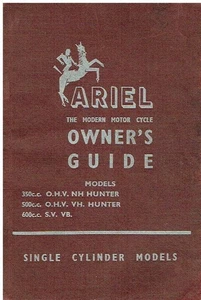 ARIEL
THE MODERN MOTOR CYCLE
OWNER'S
GUIDE
MODELS
350c.c. O.H.V. NH HUNTER
500c.c. O.H.V. VH. HUNTER
600c.c. S.V. VB.
SINGLE CYLINDER MODELS